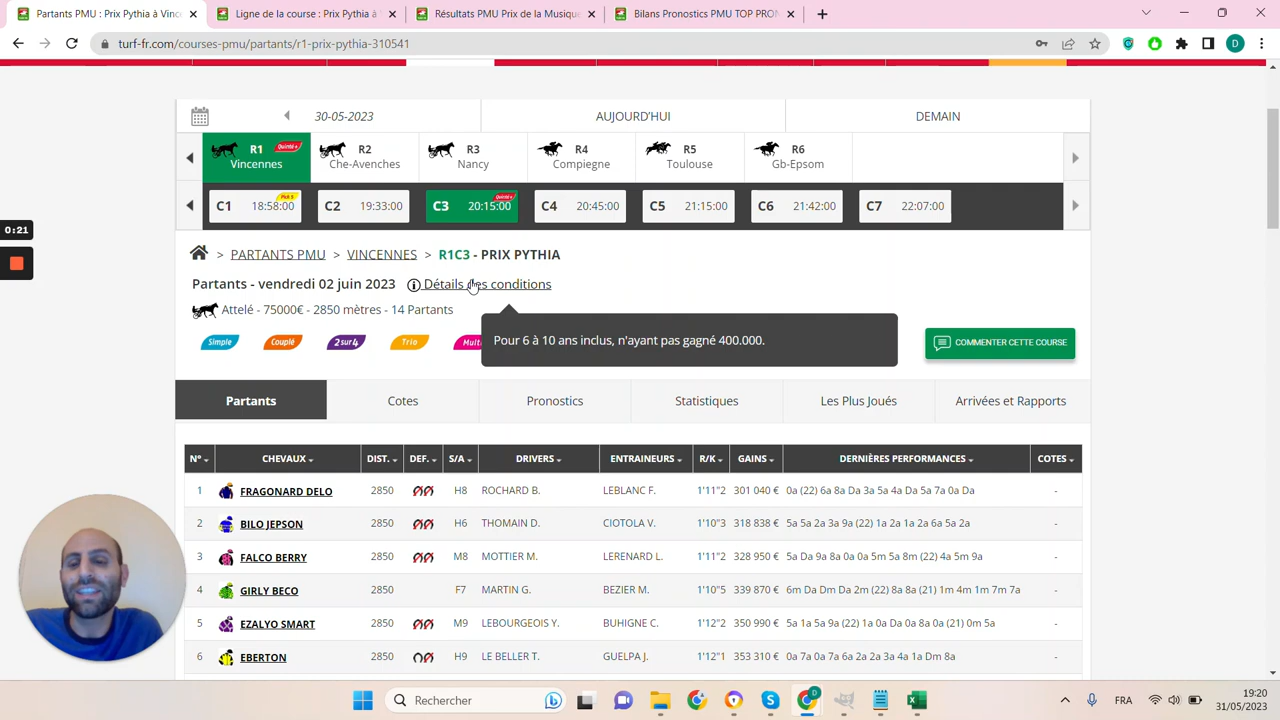 Partants PMU : Prix Pythia à Vince
Ligne de la course : Prix Pythia à
Résultats PMU Prix de la Musique
Bilans Pronostics PMU TOP PRON
turf-fr.com/courses-pmu/partants/r1-prix-pythia-310541
D
30-05-2023
AUJOURD'HUI
DEMAIN
R1 Quinté+
Vincennes
R2
Che-Avenches
R3
Nancy
R4
Compiegne
R5
Toulouse
R6
Gb-Epsom
C1 18:58:00 Pick 5
C2 19:33:00
C3 20:15:00 Quinté+
C4 20:45:00
C5 21:15:00
C6 21:42:00
C7 22:07:00
0:21
> PARTANTS PMU > VINCENNES > R1C3 - PRIX PYTHIA
Partants - vendredi 02 juin 2023 Détails des conditions
Attelé - 75000€ - 2850 mètres - 14 Partants
Pour 6 à 10 ans inclus, n'ayant pas gagné 400.000.
Simple Couplé 2sur4 Trio Multi
COMMENTER CETTE COURSE
Partants Cotes Pronostics Statistiques Les Plus Joués Arrivées et Rapports
N° CHEVAUX DIST. DEF. S/A DRIVERS ENTRAINEURS R/K GAINS DERNIÈRES PERFORMANCES COTES
1 FRAGONARD DELO 2850 H8 ROCHARD B. LEBLANC F. 1'11"2 301 040 € 0a (22) 6a 8a Da 3a 5a 4a Da 5a 7a 0a Da -
2 BILO JEPSON 2850 H6 THOMAIN D. CIOTOLA V. 1'10"3 318 838 € 5a 5a 2a 3a 9a (22) 1a 2a 1a 2a 6a 5a 2a -
3 FALCO BERRY 2850 M8 MOTTIER M. LERENARD L. 1'11"2 328 950 € 5a Da 9a 8a 0a 0a 5m 5a 8m (22) 4a 5m 9a -
4 GIRLY BECO 2850 F7 MARTIN G. BEZIER M. 1'10"5 339 870 € 6m Da Dm Da 2m (22) 8a 8a (21) 1m 4m 1m 7m 7a -
5 EZALYO SMART 2850 M9 LEBOURGEOIS Y. BUHIGNE C. 1'12"2 350 990 € 5a 1a 5a 9a (22) 1a 0a Da 0a 8a 0a (21) 0m 5a -
6 EBERTON 2850 H9 LE BELLER T. GUELPA J. 1'12"1 353 310 € 0a 7a 0a 7a 6a 2a 2a 3a 4a 1a Dm 8a -
Rechercher
FRA
19:20
31/05/2023